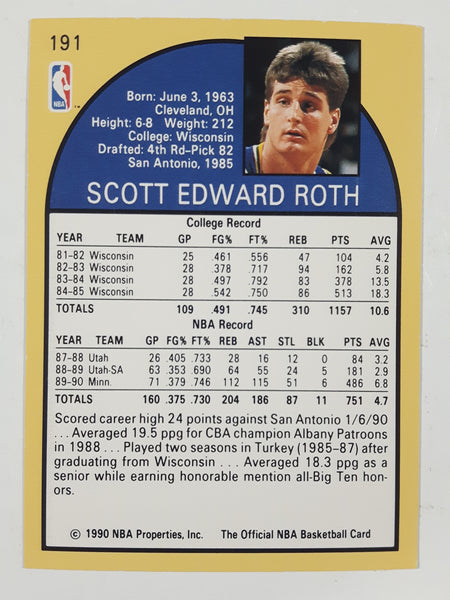 191
NBA
Born: June 3, 1963
Cleveland, OH
Height: 6-8 Weight: 212
College: Wisconsin
Drafted: 4th Rd-Pick 82
San Antonio, 1985
SCOTT EDWARD ROTH
College Record
YEAR TEAM GP FG% FT% REB PTS AVG
81-82 Wisconsin 25 .461 .556 47 104 4.2
82-83 Wisconsin 28 .378 .717 94 162 5.8
83-84 Wisconsin 28 .506 .786 83 378 13.5
84-85 Wisconsin 28 .542 .750 86 513 18.3
TOTALS 109 .491 .745 310 1157 10.6
NBA Record
YEAR TEAM GP FG% FT% REB AST STL BLK PTS AVG
87-88 Utah 26 .405 .733 28 16 12 0 84 3.2
88-89 Utah-SA 63 .353 .690 64 55 24 5 181 2.9
89-90 Minn. 71 .379 .746 112 115 51 6 486 6.8
TOTALS 160 .375 .730 204 186 87 11 751 4.7
Scored career high 24 points against San Antonio 1/6/90
. . . Averaged 19.5 ppg for CBA champion Albany Patroons
in 1988 . . . Played two seasons in Turkey (1985-87) after
graduating from Wisconsin . . . Averaged 18.3 ppg as a
senior while earning honorable mention all-Big Ten hon-
ors.
© 1990 NBA Properties, Inc. The Official NBA Basketball Card